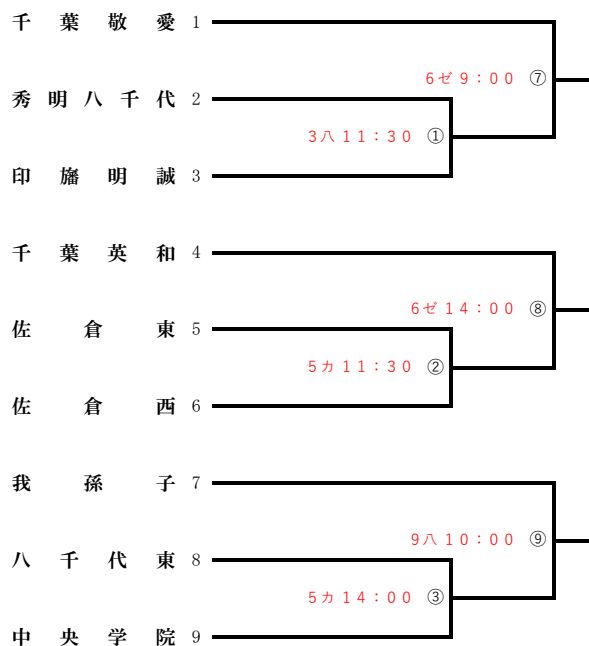 千葉敬愛 1
6ゼ 9：00 ⑦
秀明八千代 2
3八 11：30 ①
印旛明誠 3
千葉英和 4
6ゼ 14：00 ⑧
佐倉東 5
5カ 11：30 ②
佐倉西 6
我孫子 7
9八 10：00 ⑨
八千代東 8
5カ 14：00 ③
中央学院 9